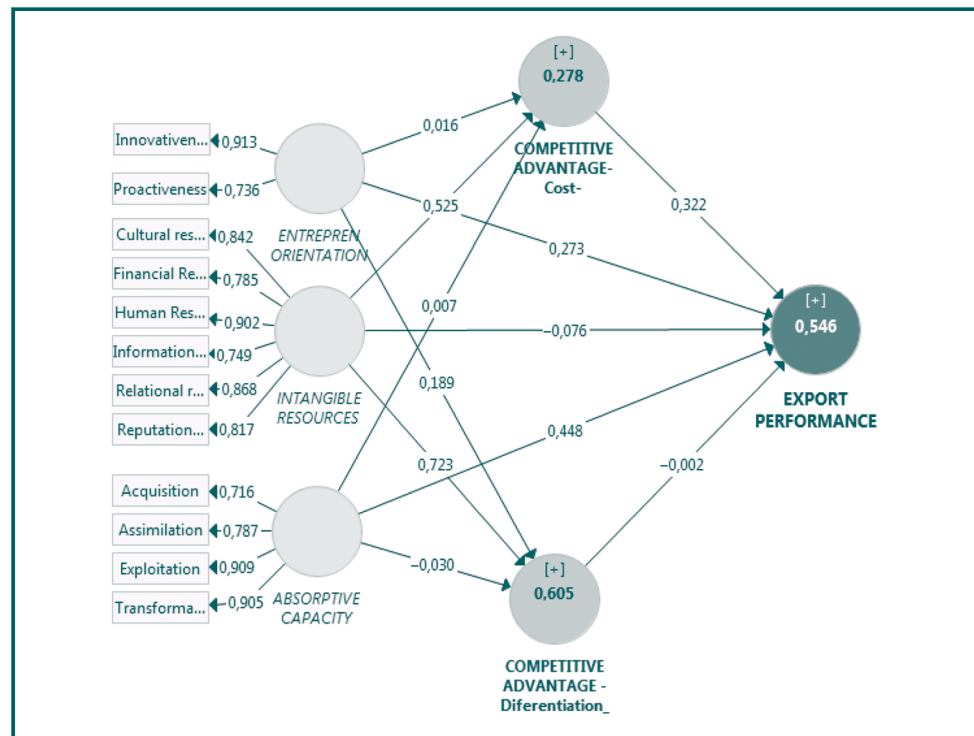 [+]
0,278
COMPETITIVE
ADVANTAGE-
Cost-
0,016
Innovativen...
0,913
Proactiveness
0,736
ENTREPREN
ORIENTATION
0,525
0,322
0,273
Cultural res...
0,842
Financial Re...
0,785
Human Res...
0,902
Information...
0,749
Relational r...
0,868
Reputation...
0,817
INTANGIBLE
RESOURCES
0,007
−0,076
[+]
0,546
EXPORT
PERFORMANCE
0,189
0,448
0,723
−0,002
Acquisition
0,716
Assimilation
0,787
Exploitation
0,909
Transforma...
0,905
ABSORPTIVE
CAPACITY
−0,030
[+]
0,605
COMPETITIVE
ADVANTAGE -
Diferentiation_